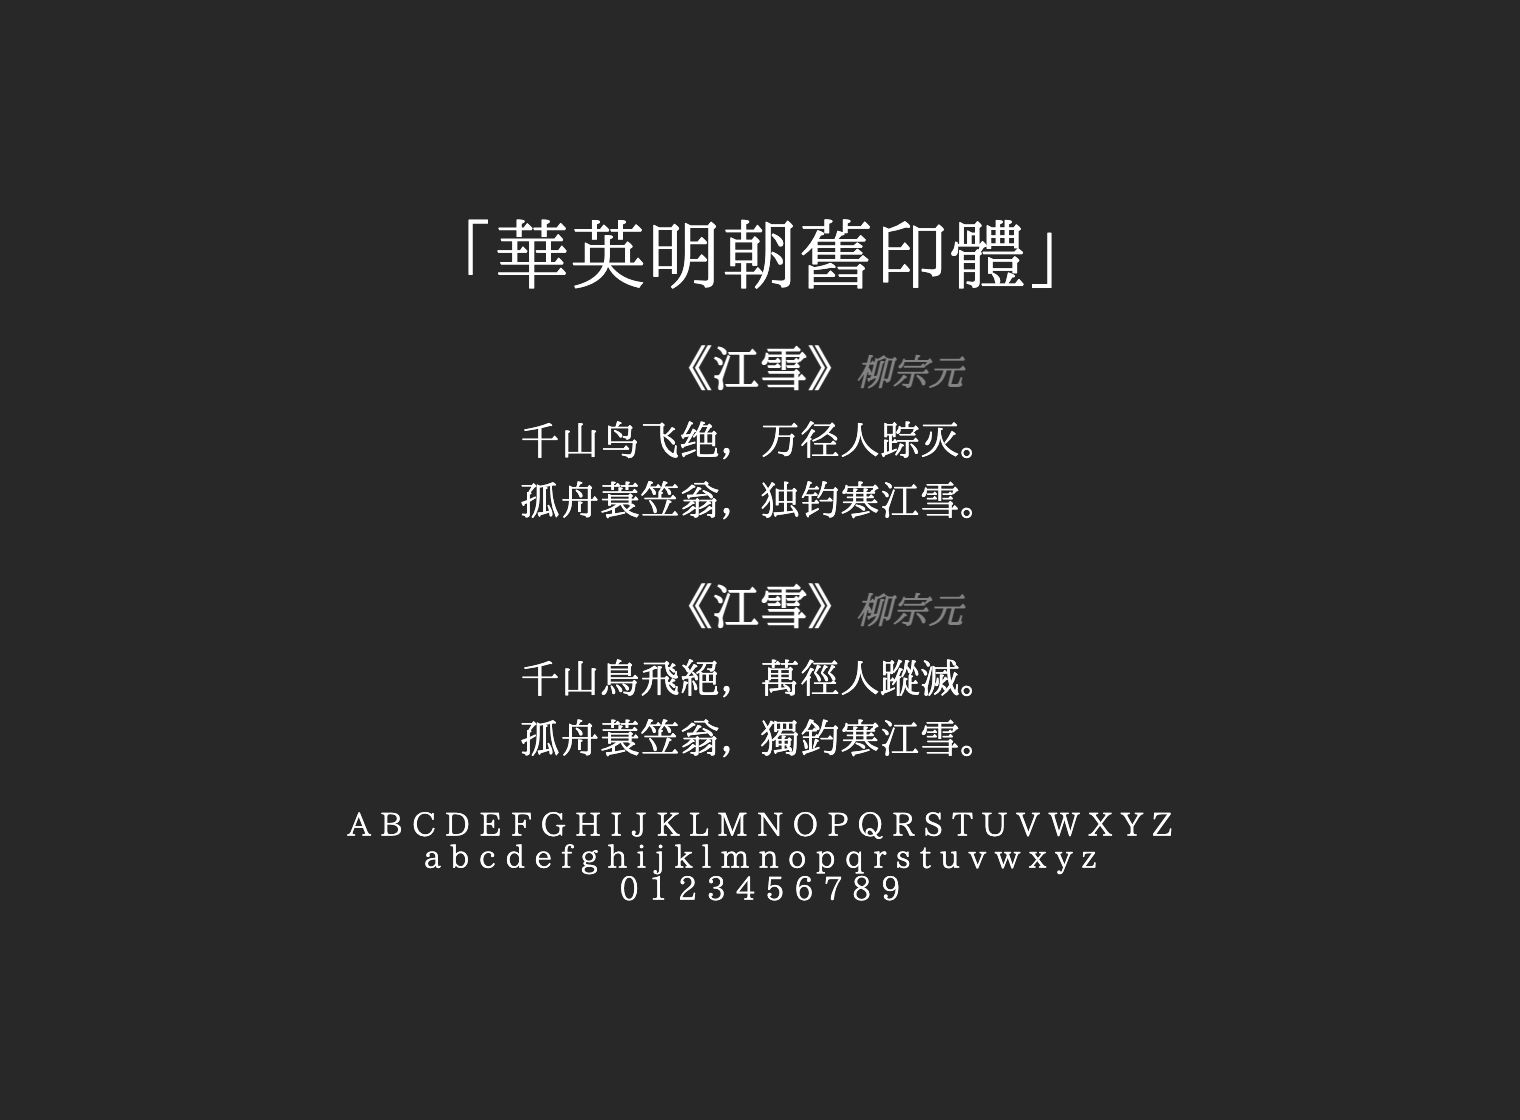 「華英明朝舊印體」
《江雪》柳宗元
千山鸟飞绝，万径人踪灭。
孤舟蓑笠翁，独钓寒江雪。
《江雪》柳宗元
千山鳥飛絕，萬徑人蹤滅。
孤舟蓑笠翁，獨釣寒江雪。
A B C D E F G H I J K L M N O P Q R S T U V W X Y Z
a b c d e f g h i j k l m n o p q r s t u v w x y z
0 1 2 3 4 5 6 7 8 9